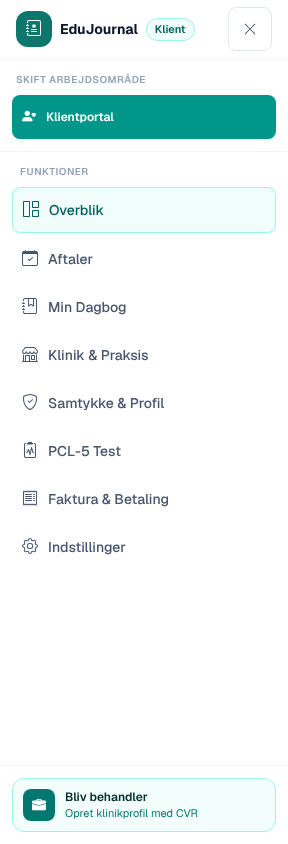 EduJournal Klient
SKIFT ARBEJDSOMRÅDE
Klientportal
FUNKTIONER
Overblik
Aftaler
Min Dagbog
Klinik & Praksis
Samtykke & Profil
PCL-5 Test
Faktura & Betaling
Indstillinger
Bliv behandler
Opret klinikprofil med CVR